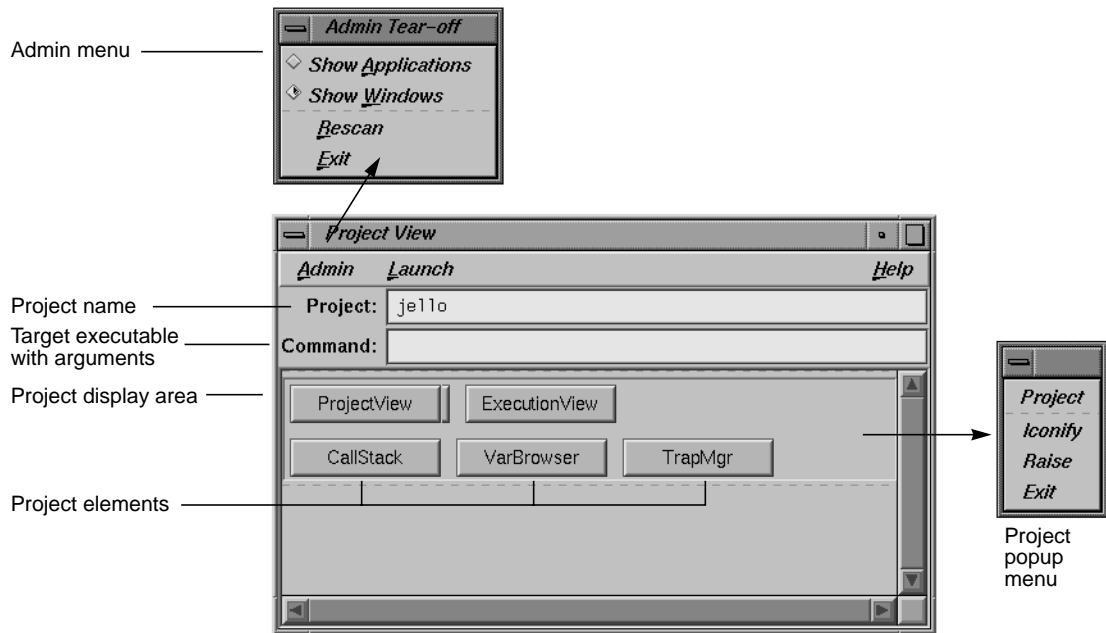 Admin Tear-off
Admin menu
Show Applications
Show Windows
Rescan
Exit
Project View
Admin Launch Help
Project name
Project: jello
Target executable
with arguments
Command:
Project display area
ProjectView ExecutionView
CallStack VarBrowser TrapMgr
Project elements
Project
Iconify
Raise
Exit
Project
popup
menu